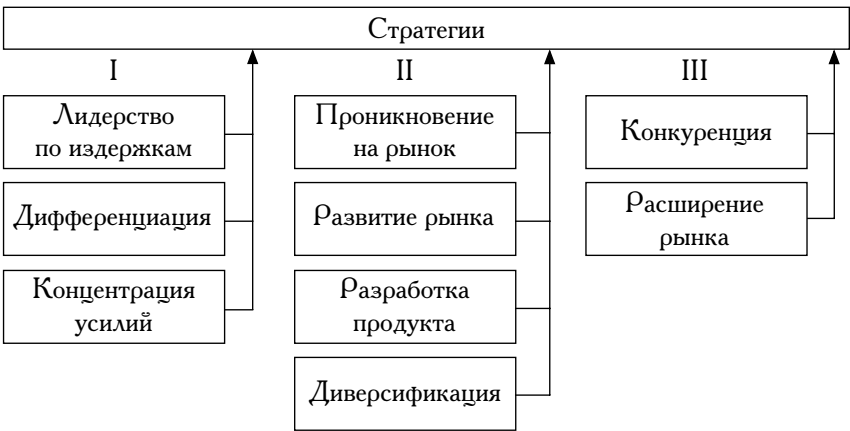 Стратегии
I
Лидерство
по издержкам
Дифференциация
Концентрация
усилий
II
Проникновение
на рынок
Развитие рынка
Разработка
продукта
Диверсификация
III
Конкуренция
Расширение
рынка